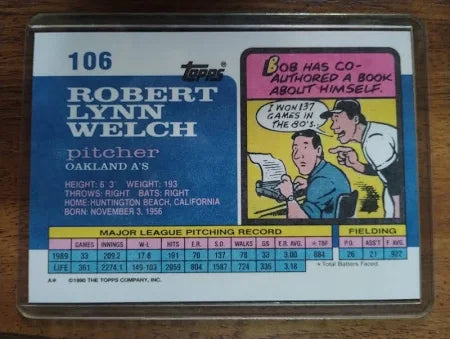 106
Topps®
ROBERT
LYNN
WELCH
pitcher
OAKLAND A'S
HEIGHT: 6' 3" WEIGHT: 193
THROWS: RIGHT BATS: RIGHT
HOME: HUNTINGTON BEACH, CALIFORNIA
BORN: NOVEMBER 3, 1956
BOB HAS CO-
AUTHORED A BOOK
ABOUT HIMSELF.
I WON 137
GAMES IN
THE 80'S...
MAJOR LEAGUE PITCHING RECORD FIELDING
GAMES INNINGS W-L HITS E.R. S.O. WALKS GS E.R. AVE. * TBF P.O. ASS'T F. AVG.
1989 33 209.2 17-8 191 70 137 78 33 3.00 884 26 21 .922
LIFE 351 2274.1 149-103 2059 804 1587 724 335 3.18
* Total Batters Faced
A* ©1990 THE TOPPS COMPANY, INC.